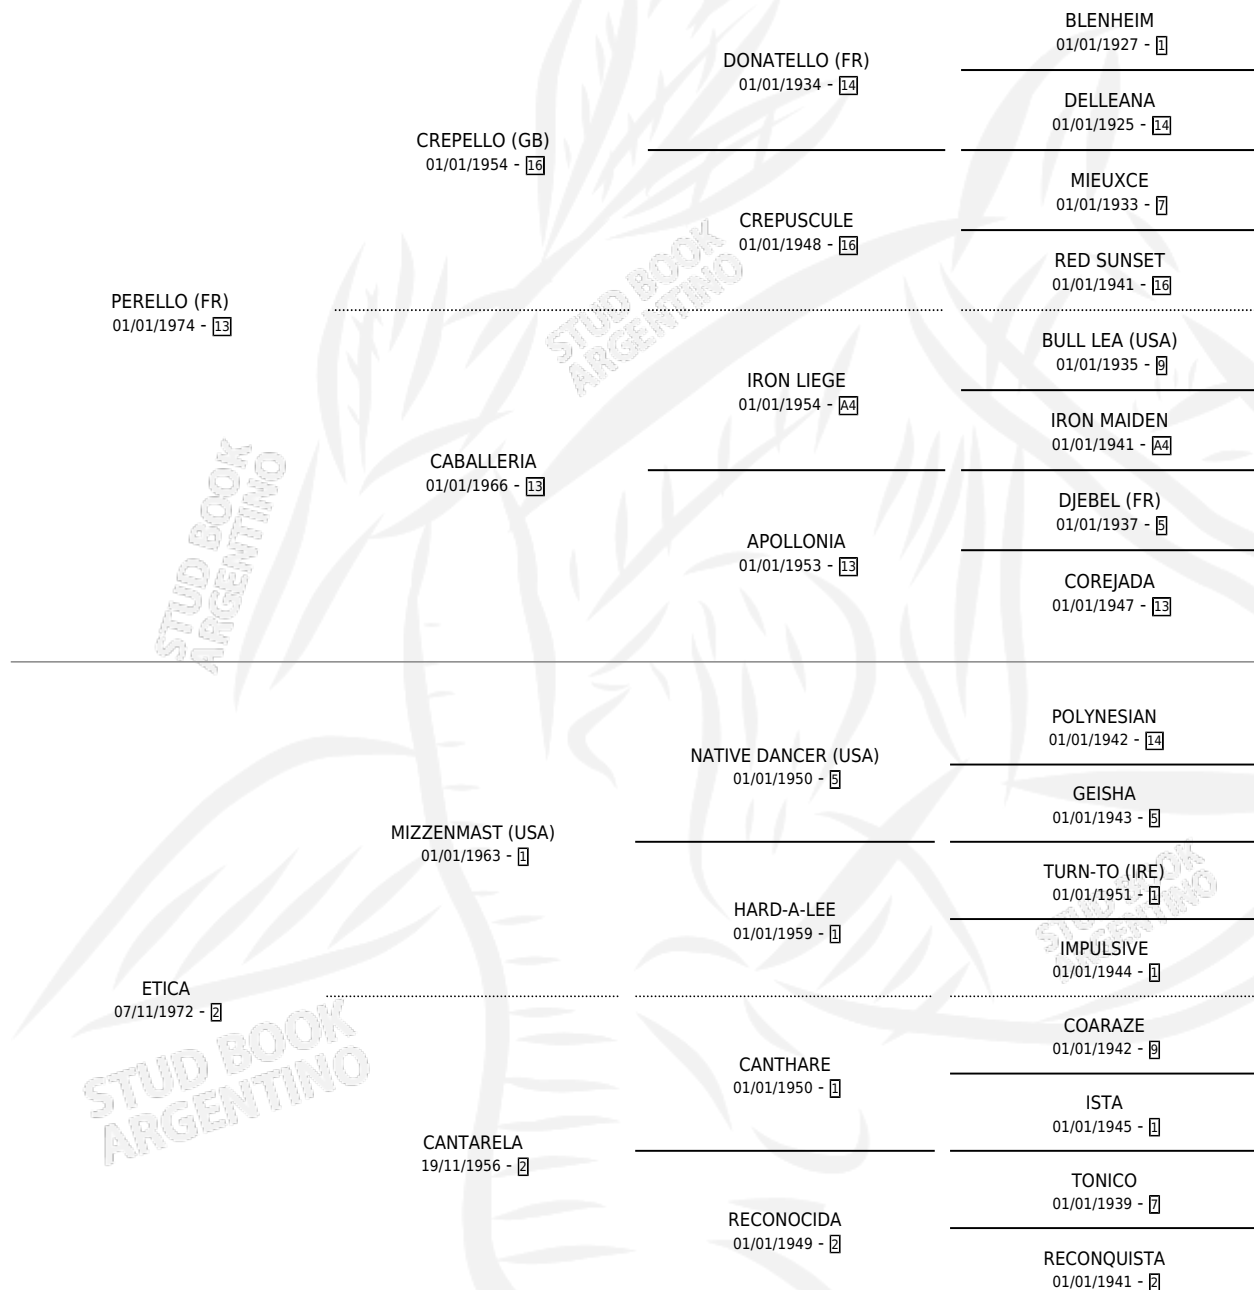 BLENHEIM
01/01/1927 - 1
DONATELLO (FR)
01/01/1934 - 14
DELLEANA
01/01/1925 - 14
CREPELLO (GB)
01/01/1954 - 16
MIEUXCE
01/01/1933 - 7
CREPUSCULE
01/01/1948 - 16
RED SUNSET
01/01/1941 - 16
PERELLO (FR)
01/01/1974 - 13
STUD BOOK
ARGENTINO
BULL LEA (USA)
01/01/1935 - 9
IRON LIEGE
01/01/1954 - A4
IRON MAIDEN
01/01/1941 - A4
CABALLERIA
01/01/1966 - 13
DJEBEL (FR)
01/01/1937 - 5
APOLLONIA
01/01/1953 - 13
COREJADA
01/01/1947 - 13
STUD BOOK
ARGENTINO
POLYNESIAN
01/01/1942 - 14
NATIVE DANCER (USA)
01/01/1950 - 5
GEISHA
01/01/1943 - 5
MIZZENMAST (USA)
01/01/1963 - 1
TURN-TO (IRE)
01/01/1951 - 1
HARD-A-LEE
01/01/1959 - 1
STUD BOOK
ARGENTINO
IMPULSIVE
01/01/1944 - 1
ETICA
07/11/1972 - 2
STUD BOOK
ARGENTINO
COARAZE
01/01/1942 - 9
CANTHARE
01/01/1950 - 1
ISTA
01/01/1945 - 1
CANTARELA
19/11/1956 - 2
TONICO
01/01/1939 - 7
RECONOCIDA
01/01/1949 - 2
RECONQUISTA
01/01/1941 - 2